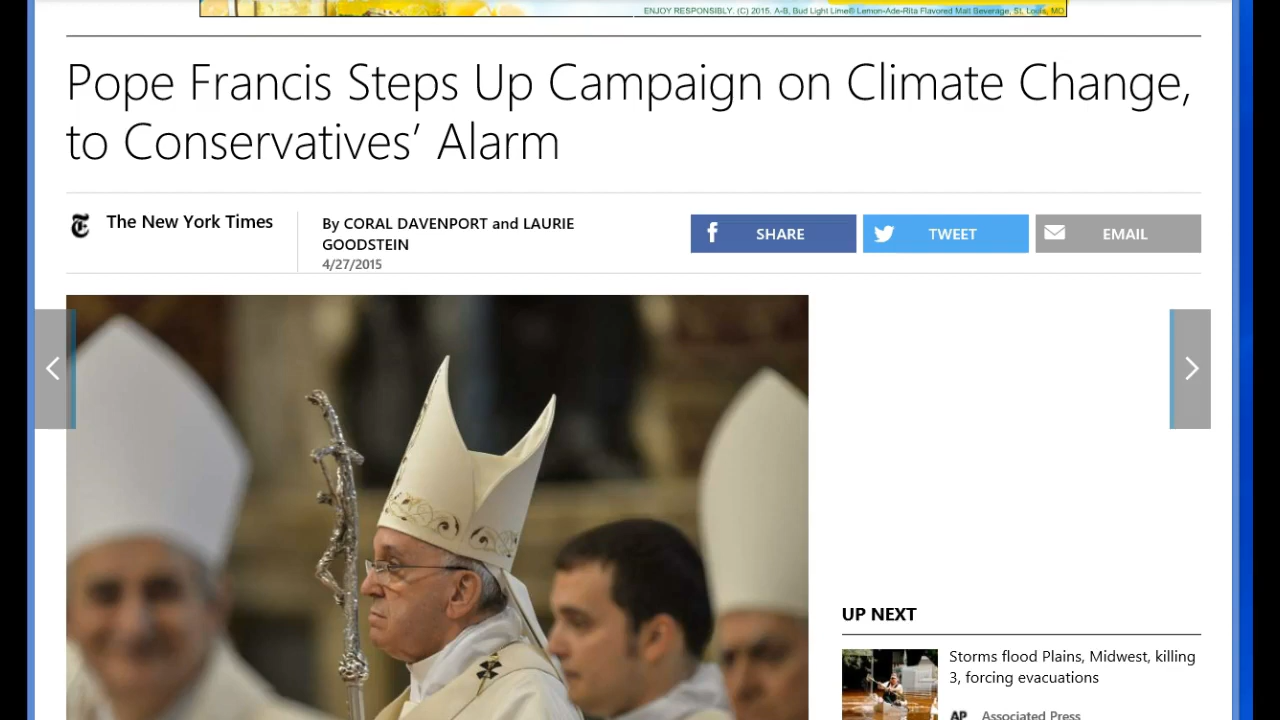 ENJOY RESPONSIBLY. (C) 2015. A-B, Bud Light Lime® Lemon-Ade-Rita Flavored Malt Beverage, St. Louis, MO
Pope Francis Steps Up Campaign on Climate Change,
to Conservatives’ Alarm
The New York Times
By CORAL DAVENPORT and LAURIE
GOODSTEIN
4/27/2015
SHARE
TWEET
EMAIL
UP NEXT
Storms flood Plains, Midwest, killing
3, forcing evacuations
AP Associated Press